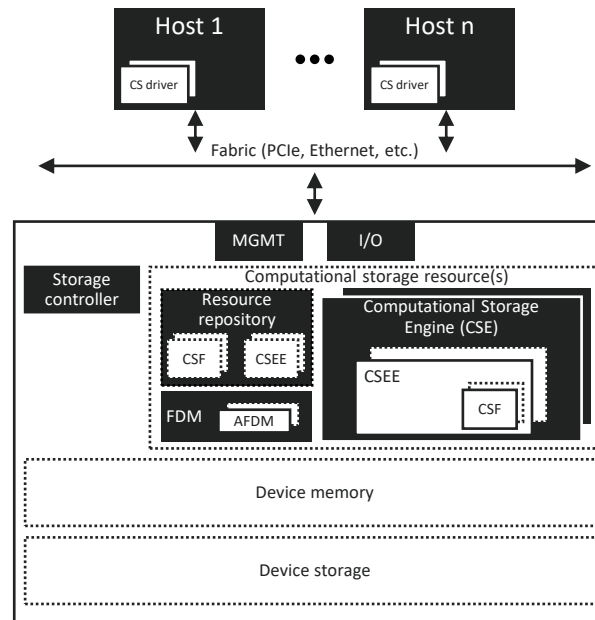 Host 1
Host n
CS driver
CS driver
•••
Fabric (PCIe, Ethernet, etc.)
MGMT
I/O
Storage
controller
Computational storage resource(s)
Resource
repository
CSF
CSEE
Computational Storage
Engine (CSE)
CSEE
CSF
FDM
AFDM
Device memory
Device storage